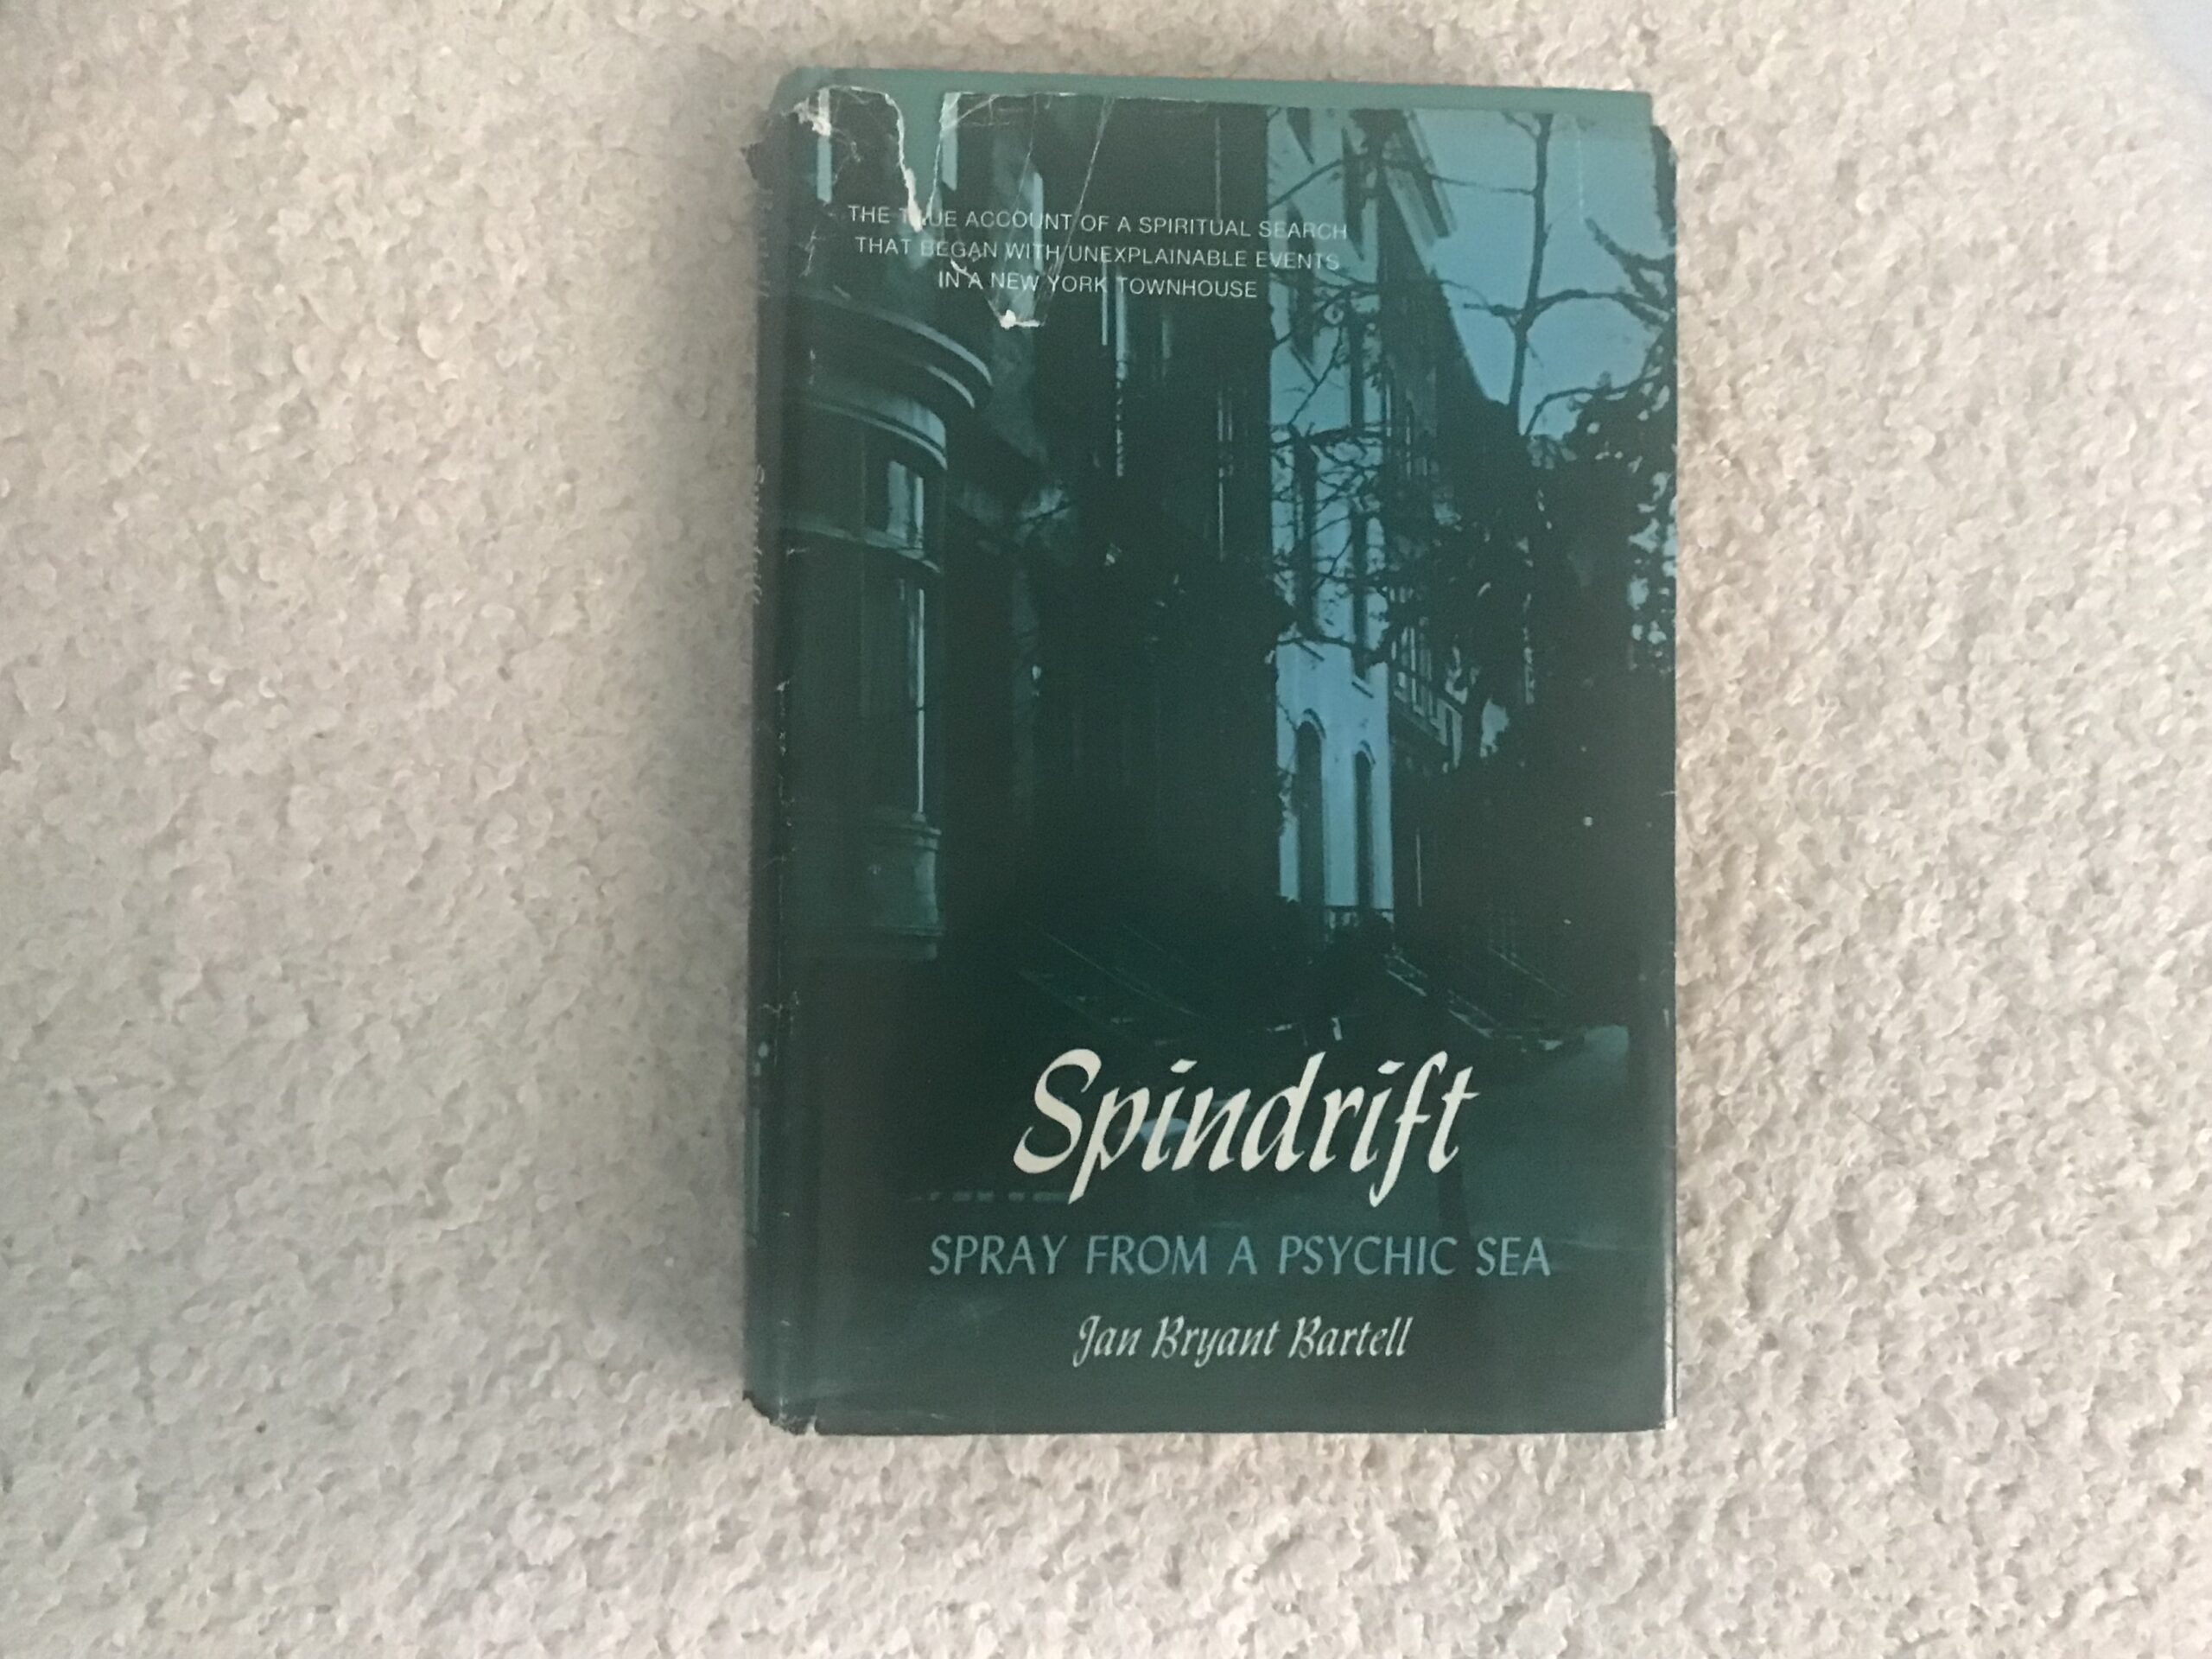 THE TRUE ACCOUNT OF A SPIRITUAL SEARCH
THAT BEGAN WITH UNEXPLAINABLE EVENTS
IN A NEW YORK TOWNHOUSE
Spindrift
SPRAY FROM A PSYCHIC SEA
Jan Bryant Bartell